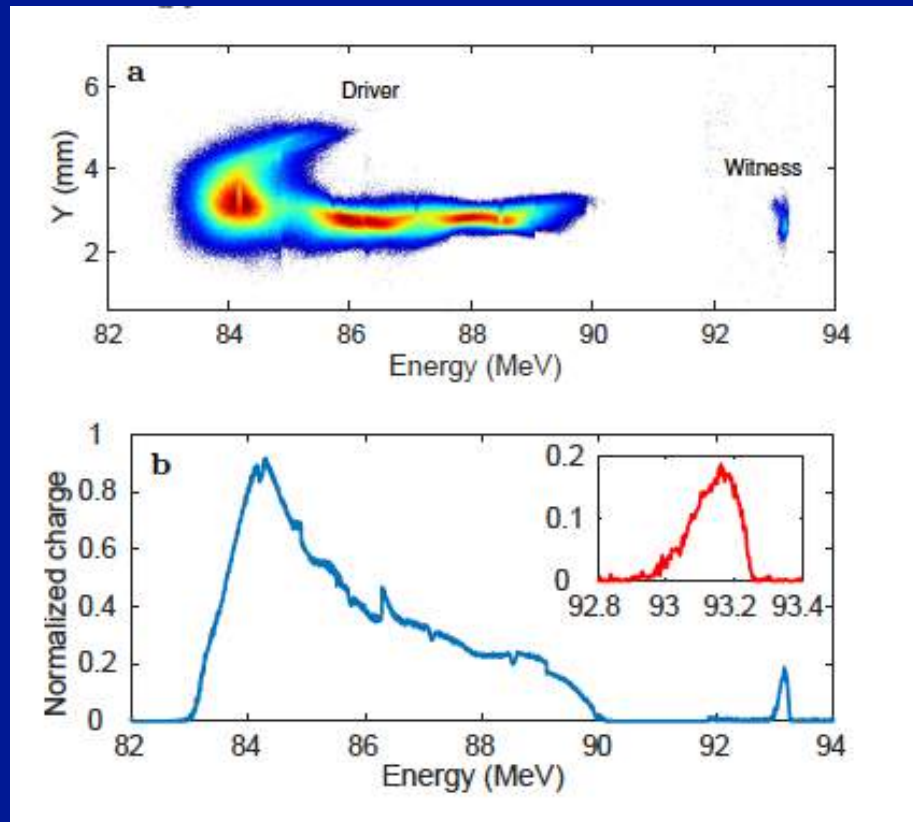 a
Driver
Witness
6
4
2
Y (mm)
82 84 86 88 90 92 94
Energy (MeV)
b
1
0.8
0.6
0.4
0.2
0
Normalized charge
0.2
0.1
0
92.8 93 93.2 93.4
82 84 86 88 90 92 94
Energy (MeV)